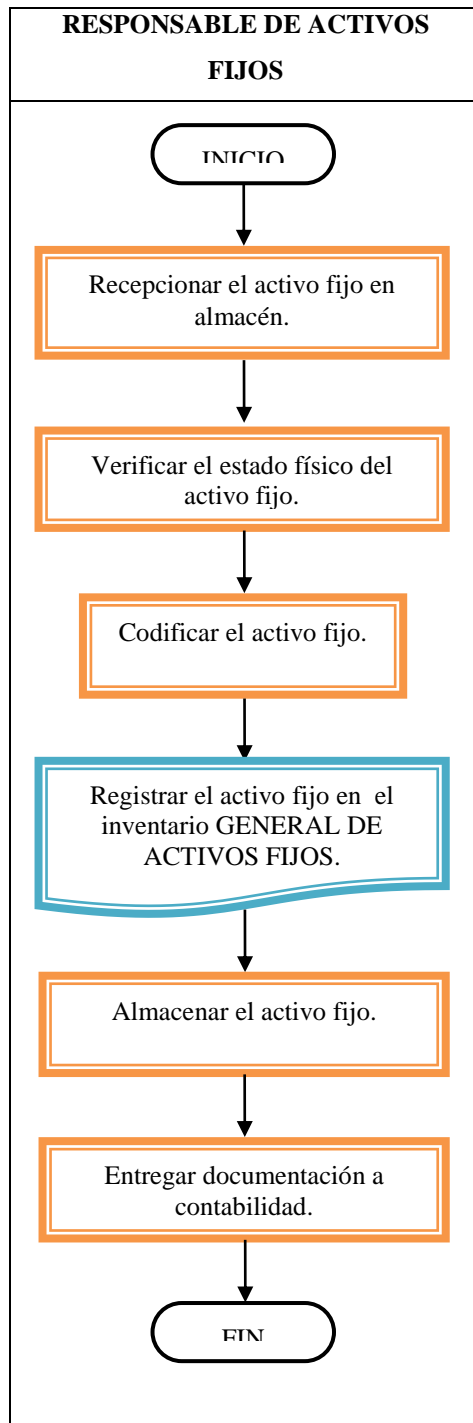 RESPONSABLE DE ACTIVOS
FIJOS
INICIO
Recepcionar el activo fijo en
almacén.
Verificar el estado físico del
activo fijo.
Codificar el activo fijo.
Registrar el activo fijo en  el
inventario GENERAL DE
ACTIVOS FIJOS.
Almacenar el activo fijo.
Entregar documentación a
contabilidad.
FIN